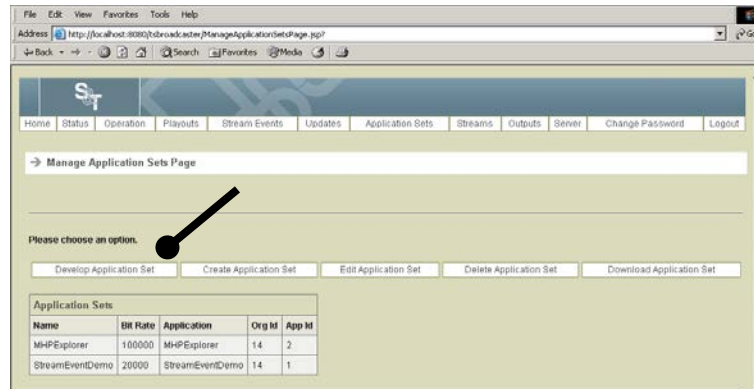 File Edit View Favorites Tools Help
Address http://localhost:8080/tsbroadcaster/ManageApplicationSetsPage.jsp?
Back Search Favorites Media
S T
Home Status Operation Playouts Stream Events Updates Application Sets Streams Outputs Server Change Password Logout
Manage Application Sets Page
Please choose an option.
Develop Application Set Create Application Set Edit Application Set Delete Application Set Download Application Set
Application Sets
Name Bit Rate Application Org Id App Id
MHPExplorer 100000 MHPExplorer 14 2
StreamEventDemo 20000 StreamEventDemo 14 1